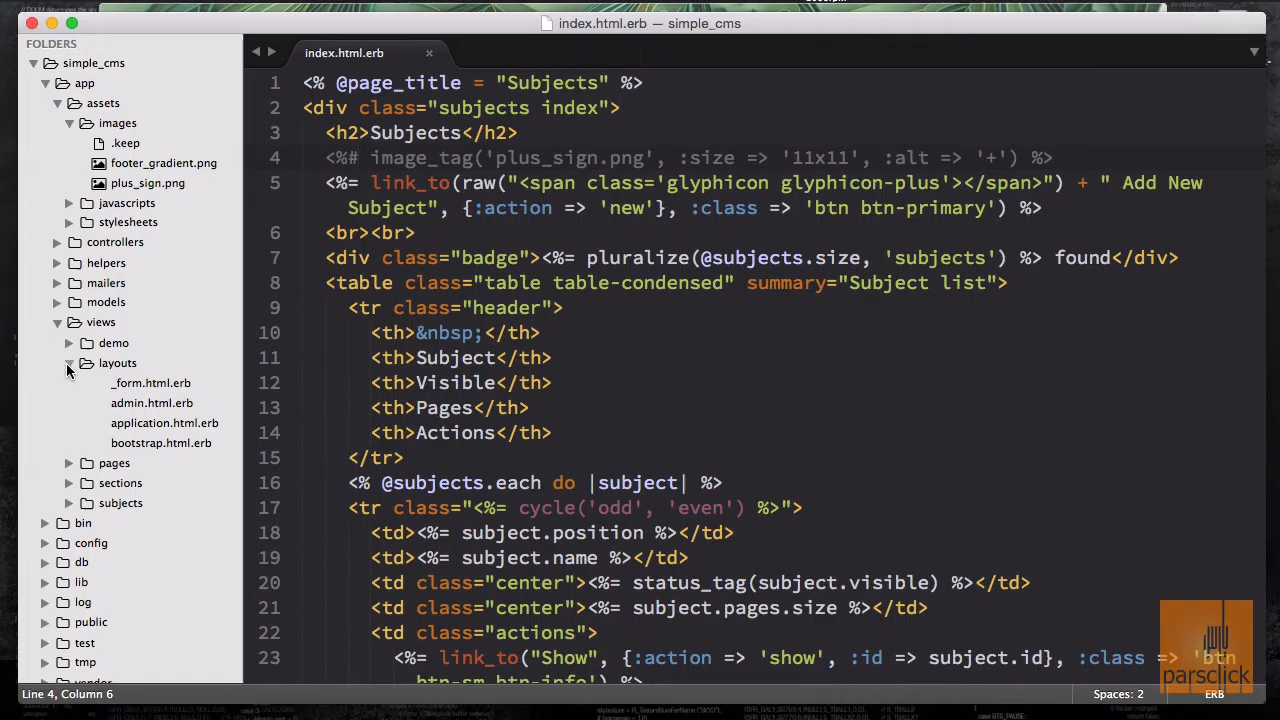 index.html.erb — simple_cms
FOLDERS
simple_cms
app
assets
images
.keep
footer_gradient.png
plus_sign.png
javascripts
stylesheets
controllers
helpers
mailers
models
views
demo
layouts
_form.html.erb
admin.html.erb
application.html.erb
bootstrap.html.erb
pages
sections
subjects
bin
config
db
lib
log
public
test
tmp
vendor
index.html.erb
1 <% @page_title = "Subjects" %>
2 <div class="subjects index">
3 <h2>Subjects</h2>
4 <%# image_tag('plus_sign.png', :size => '11x11', :alt => '+') %>
5 <%= link_to(raw("<span class='glyphicon glyphicon-plus'></span>") + " Add New
Subject", {:action => 'new'}, :class => 'btn btn-primary') %>
6 <br><br>
7 <div class="badge"><%= pluralize(@subjects.size, 'subjects') %> found</div>
8 <table class="table table-condensed" summary="Subject list">
9 <tr class="header">
10 <th>&nbsp;</th>
11 <th>Subject</th>
12 <th>Visible</th>
13 <th>Pages</th>
14 <th>Actions</th>
15 </tr>
16 <% @subjects.each do |subject| %>
17 <tr class="<%= cycle('odd', 'even') %>">
18 <td><%= subject.position %></td>
19 <td><%= subject.name %></td>
20 <td class="center"><%= status_tag(subject.visible) %></td>
21 <td class="center"><%= subject.pages.size %></td>
22 <td class="actions">
23 <%= link_to("Show", {:action => 'show', :id => subject.id}, :class => 'btn
btn-sm btn-info') %>
parsclick
Line 4, Column 6
Spaces: 2
ERB